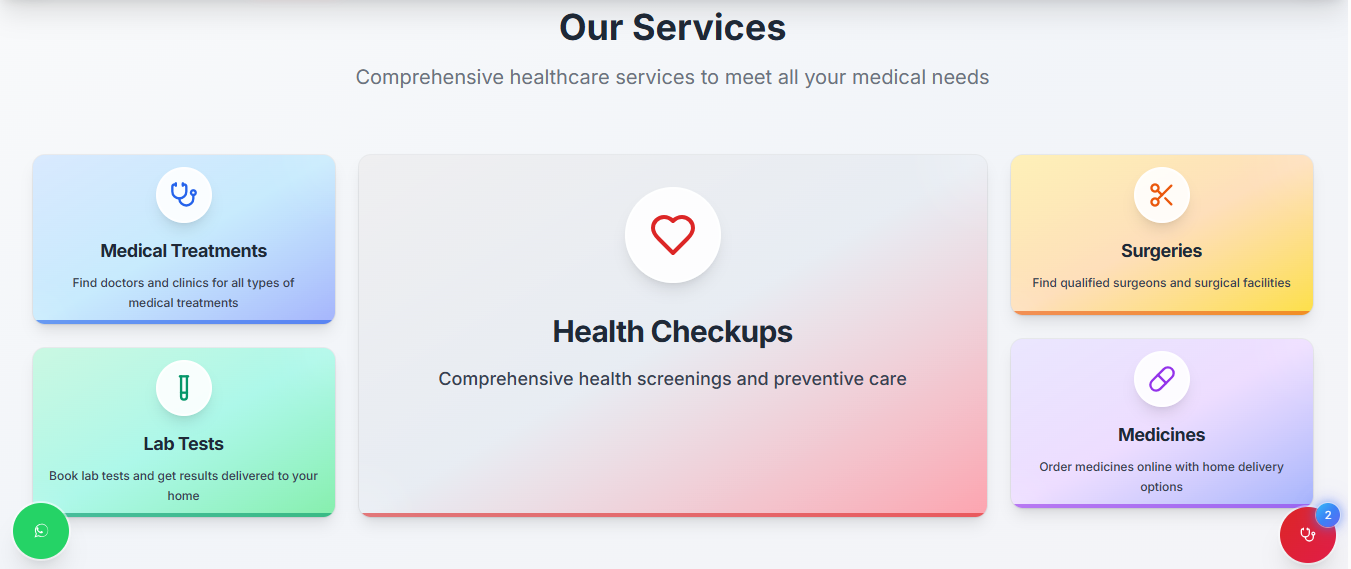 Our Services
Comprehensive healthcare services to meet all your medical needs
Medical Treatments
Find doctors and clinics for all types of
medical treatments
Lab Tests
Book lab tests and get results delivered to your
home
Health Checkups
Comprehensive health screenings and preventive care
Surgeries
Find qualified surgeons and surgical facilities
Medicines
Order medicines online with home delivery
options
2